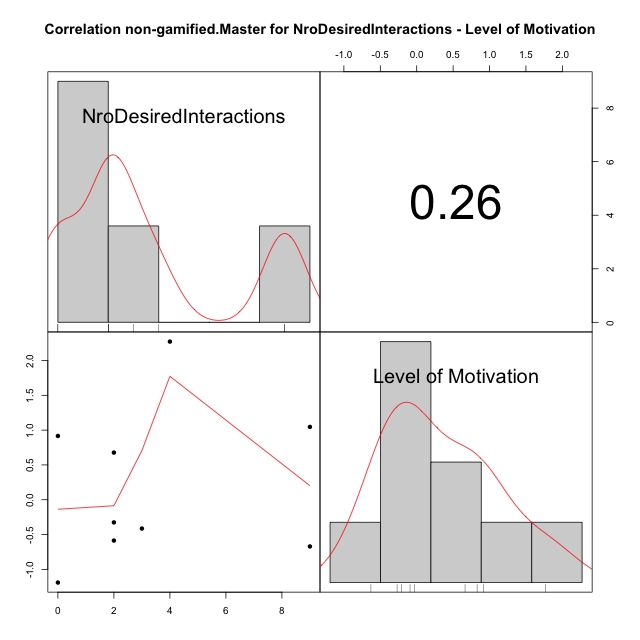 Correlation non-gamified.Master for NroDesiredInteractions - Level of Motivation
-1.0 -0.5 0.0 0.5 1.0 1.5 2.0
NroDesiredInteractions
0.26
8
6
4
2
0
Level of Motivation
2.0
1.5
1.0
0.5
0.0
-0.5
-1.0
0 2 4 6 8